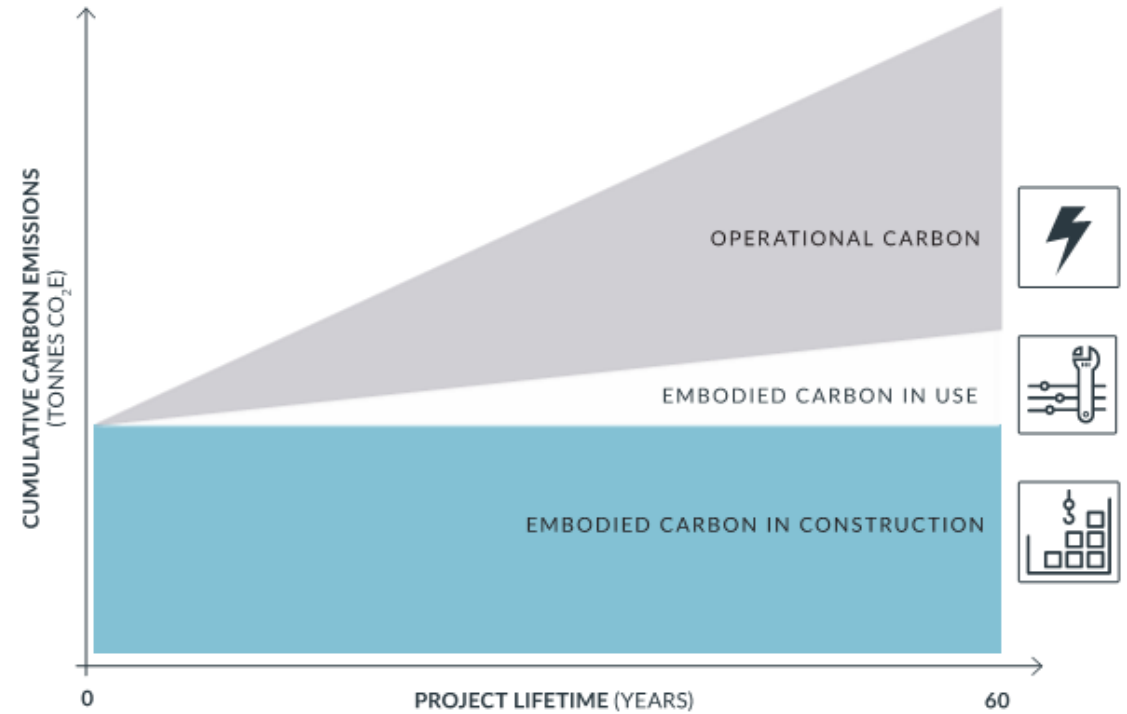 CUMULATIVE CARBON EMISSIONS
(TONNES CO₂E)
OPERATIONAL CARBON
EMBODIED CARBON IN USE
EMBODIED CARBON IN CONSTRUCTION
0
PROJECT LIFETIME (YEARS)
60